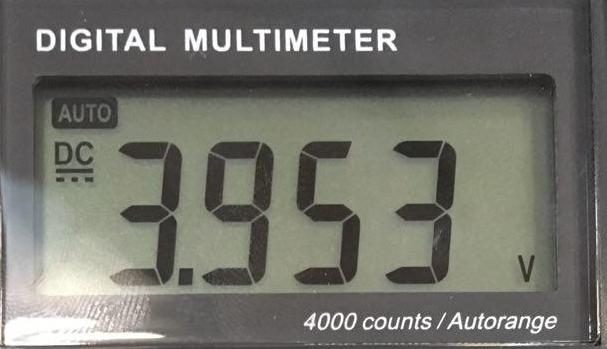 DIGITAL MULTIMETER
AUTO
DC
3.953 V
4000 counts / Autorange